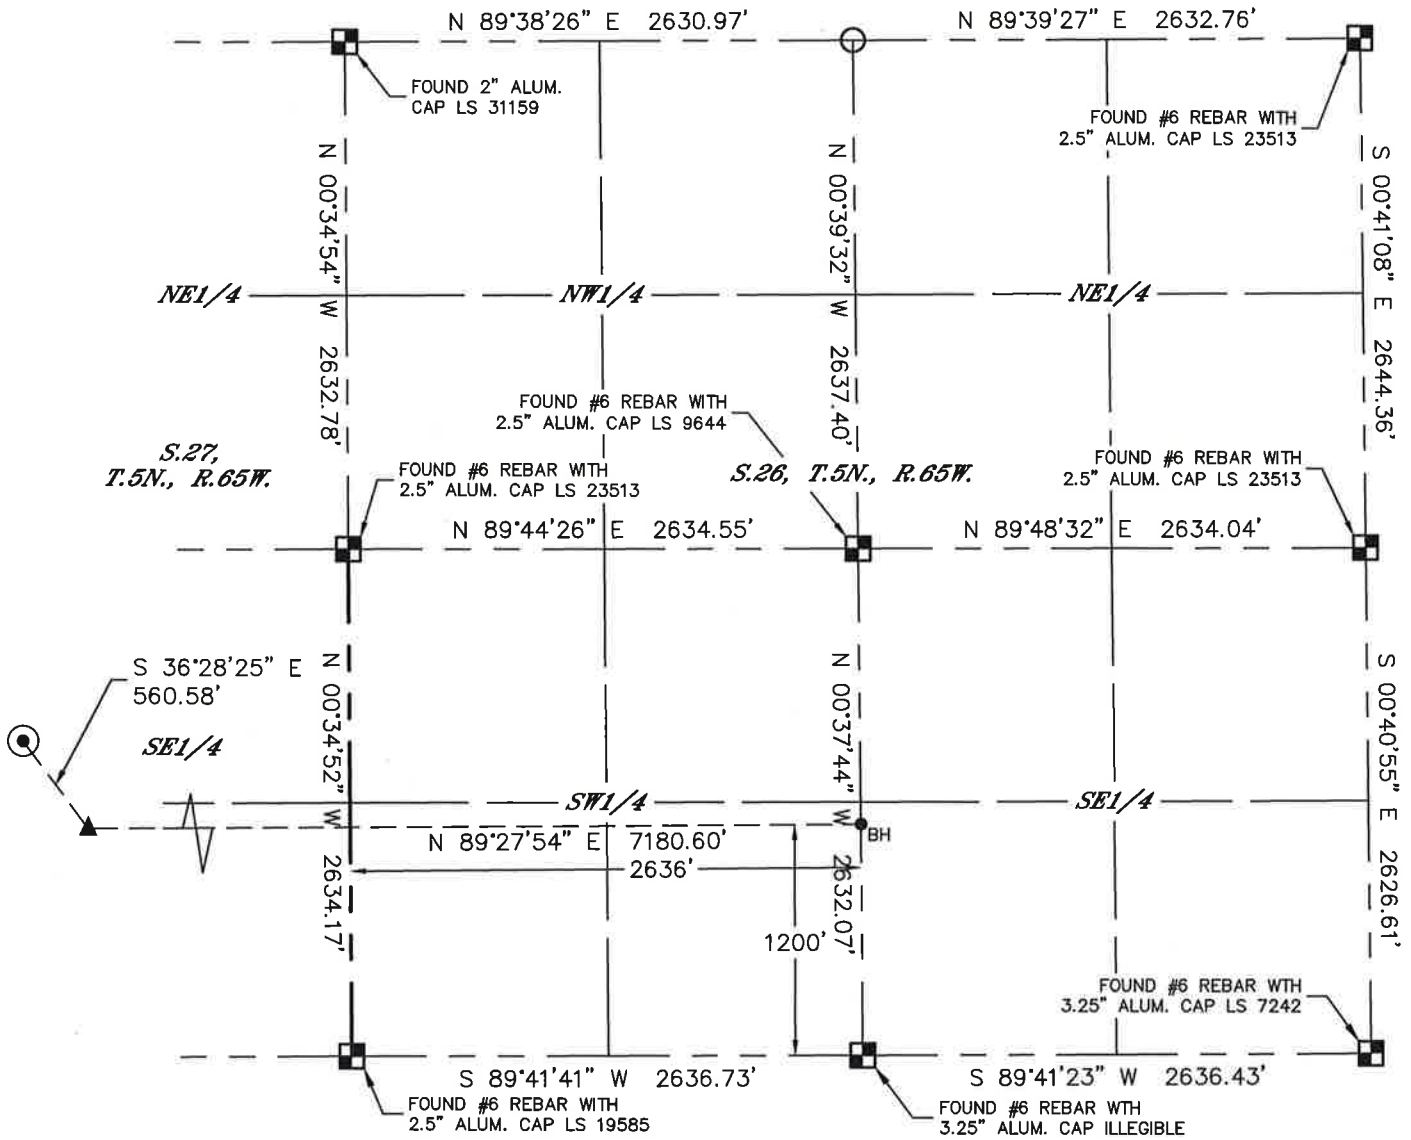 N 89°38'26" E 2630.97'
N 89°39'27" E 2632.76'
FOUND 2" ALUM.
CAP LS 31159
FOUND #6 REBAR WITH
2.5" ALUM. CAP LS 23513
N 00°34'54" W 2632.78'
N 00°39'32" W 2637.40'
S 00°41'08" E 2644.36'
NE1/4
NW1/4
NE1/4
FOUND #6 REBAR WITH
2.5" ALUM. CAP LS 9644
S.27,
T.5N., R.65W.
FOUND #6 REBAR WITH
2.5" ALUM. CAP LS 23513
S.26, T.5N., R.65W.
FOUND #6 REBAR WITH
2.5" ALUM. CAP LS 23513
N 89°44'26" E 2634.55'
N 89°48'32" E 2634.04'
S 36°28'25" E
560.58'
N 00°34'52" W 2634.17'
N 00°37'44" W 2632.07'
S 00°40'55" E 2626.61'
SE1/4
SW1/4
SE1/4
BH
N 89°27'54" E 7180.60'
2636'
1200'
FOUND #6 REBAR WTH
3.25" ALUM. CAP LS 7242
S 89°41'41" W 2636.73'
S 89°41'23" W 2636.43'
FOUND #6 REBAR WITH
2.5" ALUM. CAP LS 19585
FOUND #6 REBAR WTH
3.25" ALUM. CAP ILLEGIBLE